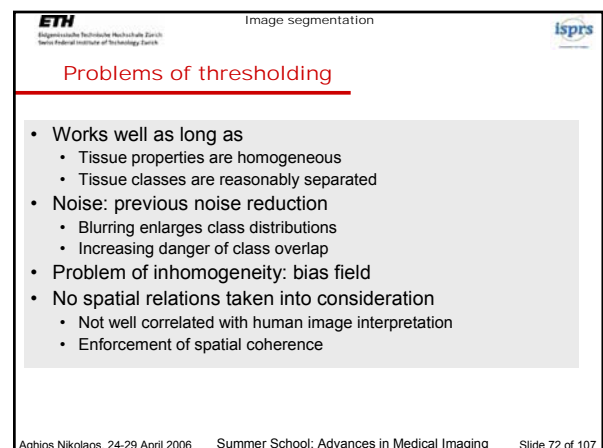 ETH
Eidgenössische Technische Hochschule Zürich
Swiss Federal Institute of Technology Zurich
Image segmentation
isprs
Problems of thresholding
• Works well as long as
• Tissue properties are homogeneous
• Tissue classes are reasonably separated
• Noise: previous noise reduction
• Blurring enlarges class distributions
• Increasing danger of class overlap
• Problem of inhomogeneity: bias field
• No spatial relations taken into consideration
• Not well correlated with human image interpretation
• Enforcement of spatial coherence
Aghios Nikolaos, 24-29 April 2006 Summer School: Advances in Medical Imaging Slide 72 of 107